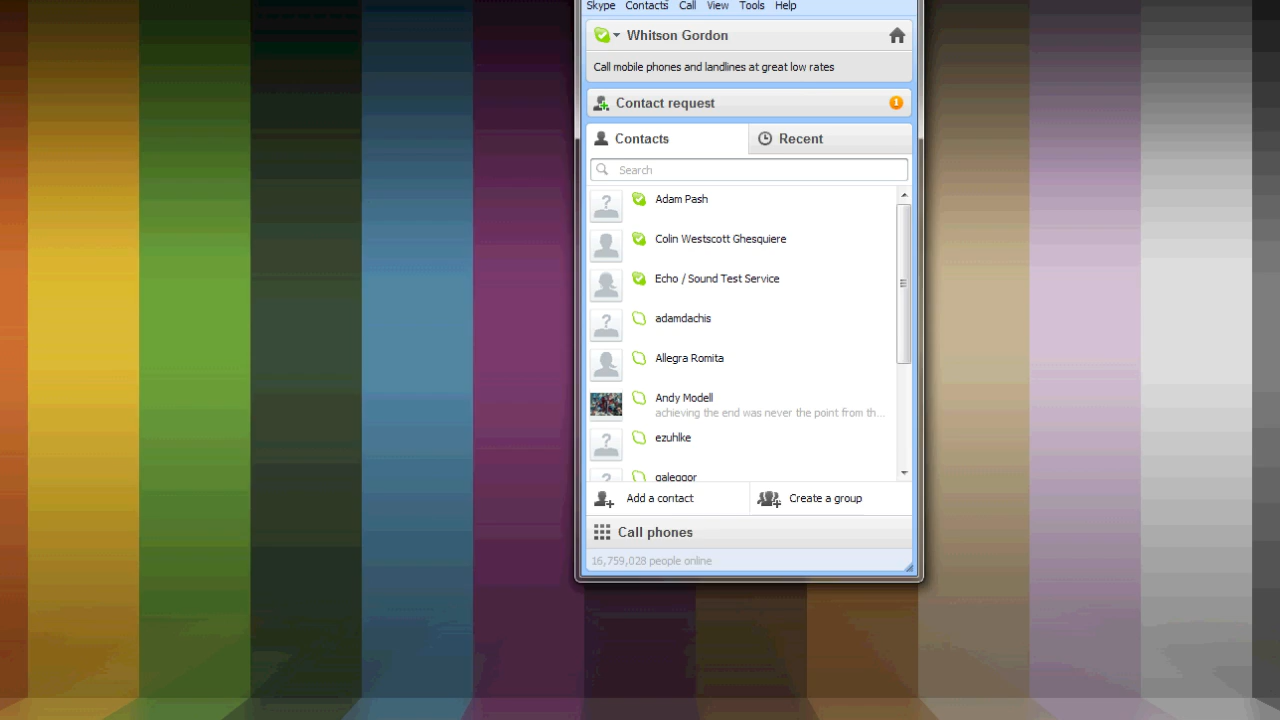 Skype Contacts Call View Tools Help
Whitson Gordon
Call mobile phones and landlines at great low rates
Contact request 1
Contacts Recent
Search
Adam Pash
Colin Westscott Ghesquiere
Echo / Sound Test Service
adamdachis
Allegra Romita
Andy Modell
achieving the end was never the point from th...
ezuhlke
galeggor
Add a contact Create a group
Call phones
16,759,028 people online